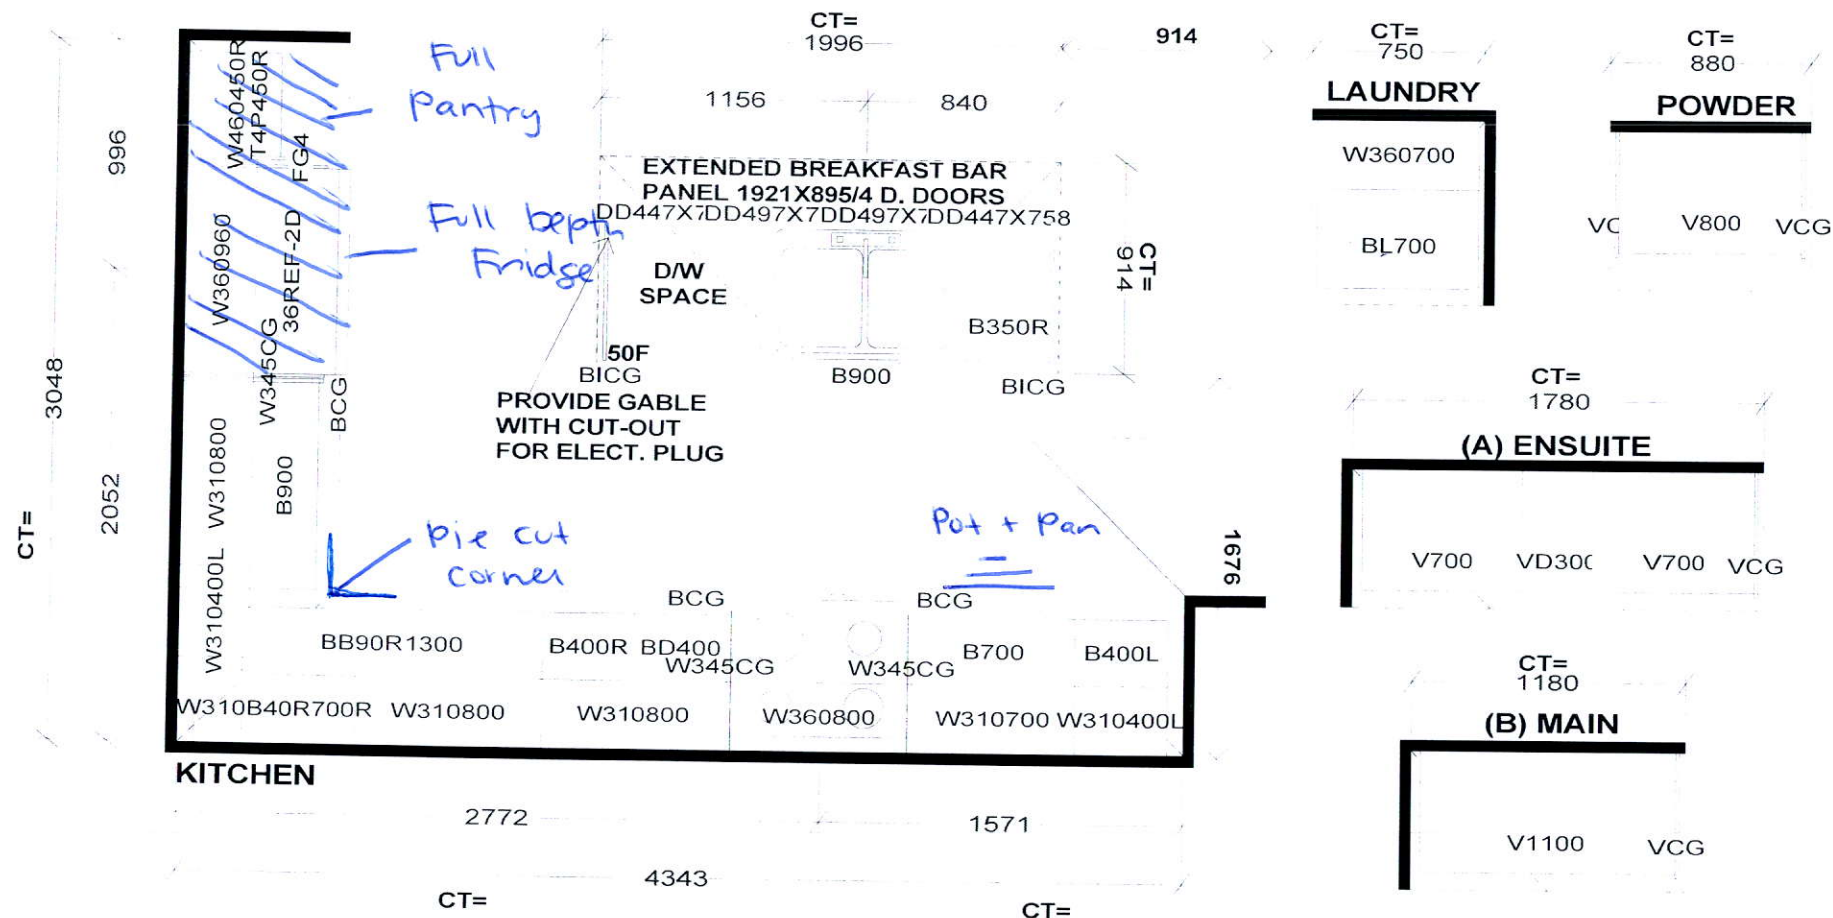 CT=
1996
914
1156
840
Full
Pantry
W460450R
T4P450R
FG4
996
EXTENDED BREAKFAST BAR
PANEL 1921X895/4 D. DOORS
DD447X7DD497X7DD497X7DD447X758
Full Depth
Fridge
W360960
36REF-2D
D/W
SPACE
CT=
914
B350R
50F
BICG
B900
BICG
PROVIDE GABLE
WITH CUT-OUT
FOR ELECT. PLUG
W345CG
BCG
3048
CT=
2052
W310800
B900
W310400L
Pie cut
corner
Pot + Pan
1676
BCG
BCG
BB90R1300
B400R
BD400
W345CG
W345CG
B700
B400L
W310B40R700R
W310800
W310800
W360800
W310700
W310400L
KITCHEN
2772
1571
4343
CT=
CT=
CT=
750
LAUNDRY
W360700
BL700
CT=
880
POWDER
VC
V800
VCG
CT=
1780
(A) ENSUITE
V700
VD300
V700
VCG
CT=
1180
(B) MAIN
V1100
VCG